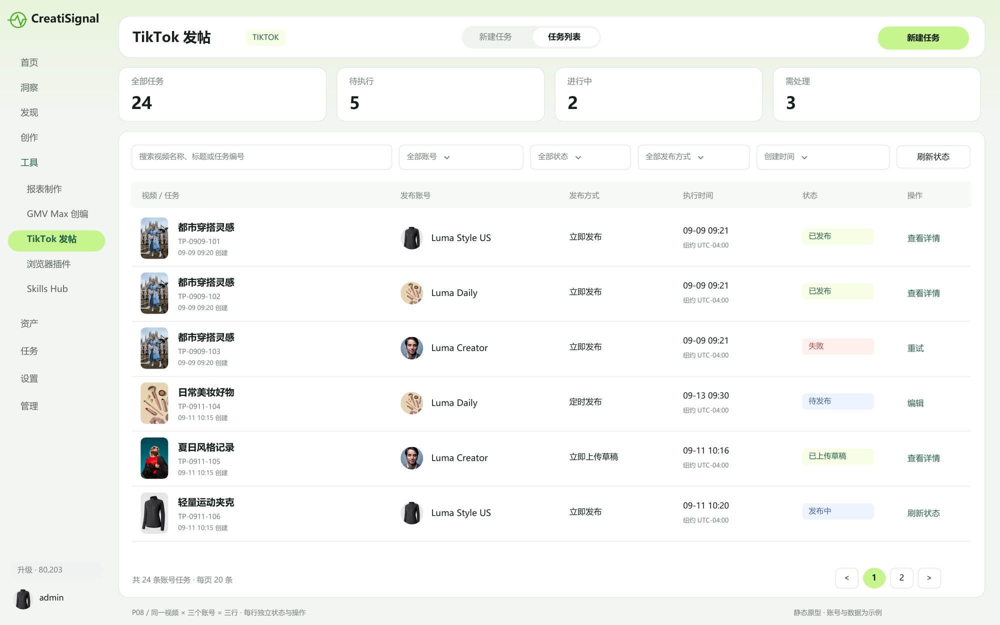 CreatiSignal
首页
洞察
发现
创作
工具
报表制作
GMV Max 创编
TikTok 发帖
浏览器插件
Skills Hub
资产
任务
设置
管理
升级 · 80,203
admin
TikTok 发帖
TIKTOK
新建任务
任务列表
新建任务
全部任务
24
待执行
5
进行中
2
需处理
3
搜索视频名称、标题或任务编号
全部账号
全部状态
全部发布方式
创建时间
刷新状态
视频 / 任务
发布账号
发布方式
执行时间
状态
操作
都市穿搭灵感
TP-0909-101
09-09 09:20 创建
Luma Style US
立即发布
09-09 09:21
纽约 UTC-04:00
已发布
查看详情
都市穿搭灵感
TP-0909-102
09-09 09:20 创建
Luma Daily
立即发布
09-09 09:21
纽约 UTC-04:00
已发布
查看详情
都市穿搭灵感
TP-0909-103
09-09 09:20 创建
Luma Creator
立即发布
09-09 09:21
纽约 UTC-04:00
失败
重试
日常美妆好物
TP-0911-104
09-11 10:15 创建
Luma Daily
定时发布
09-13 09:30
纽约 UTC-04:00
待发布
编辑
夏日风格记录
TP-0911-105
09-11 10:15 创建
Luma Creator
立即上传草稿
09-11 10:16
纽约 UTC-04:00
已上传草稿
查看详情
轻量运动夹克
TP-0911-106
09-11 10:15 创建
Luma Style US
立即发布
09-11 10:20
纽约 UTC-04:00
发布中
刷新状态
共 24 条账号任务 · 每页 20 条
<
1
2
>
P08 / 同一视频 × 三个账号 = 三行 · 每行独立状态与操作
静态原型 · 账号与数据为示例